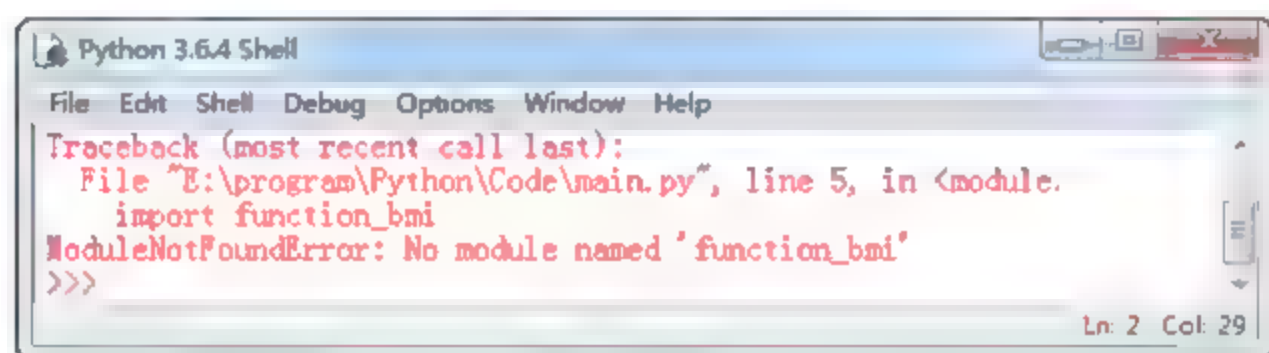 Python 3.6.4 Shell
File Edit Shell Debug Options Window Help
Traceback (most recent call last):
File "E:\program\Python\Code\main.py", line 5, in <module.
import function_bmi
ModuleNotFoundError: No module named 'function_bmi'
>>>
Ln: 2 Col: 29